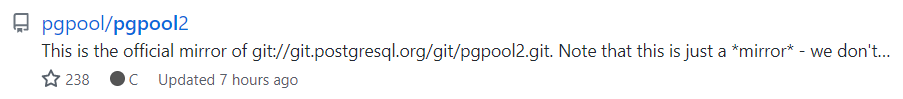 pgpool/pgpool2
This is the official mirror of git://git.postgresql.org/git/pgpool2.git. Note that this is just a *mirror* - we don't...
238 C Updated 7 hours ago